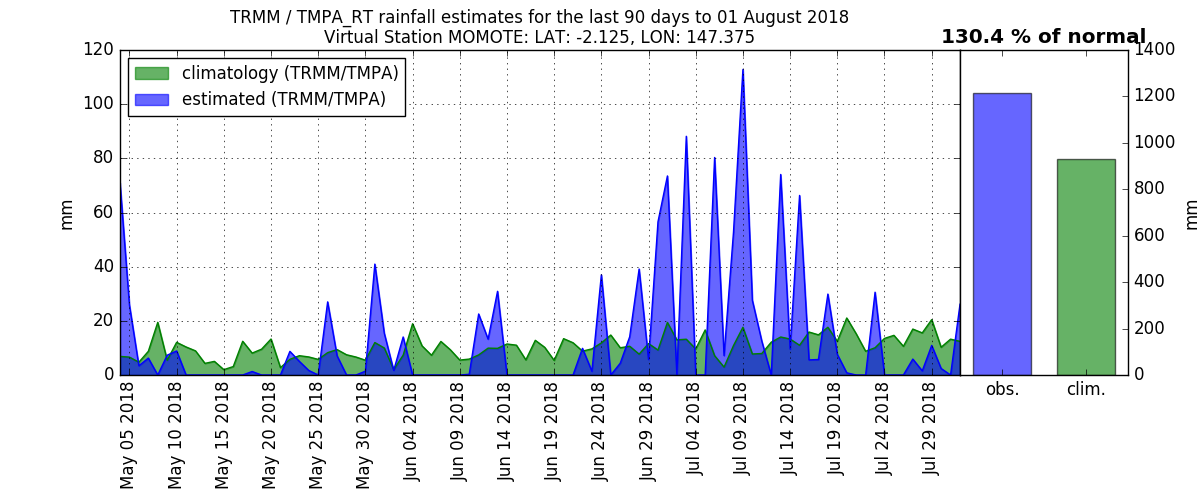 TRMM / TMPA_RT rainfall estimates for the last 90 days to 01 August 2018
Virtual Station MOMOTE: LAT: -2.125, LON: 147.375
130.4 % of normal
climatology (TRMM/TMPA)
estimated (TRMM/TMPA)
mm
120
100
80
60
40
20
0
May 05 2018
May 10 2018
May 15 2018
May 20 2018
May 25 2018
May 30 2018
Jun 04 2018
Jun 09 2018
Jun 14 2018
Jun 19 2018
Jun 24 2018
Jun 29 2018
Jul 04 2018
Jul 09 2018
Jul 14 2018
Jul 19 2018
Jul 24 2018
Jul 29 2018
obs.
clim.
1400
1200
1000
800
600
400
200
0
mm